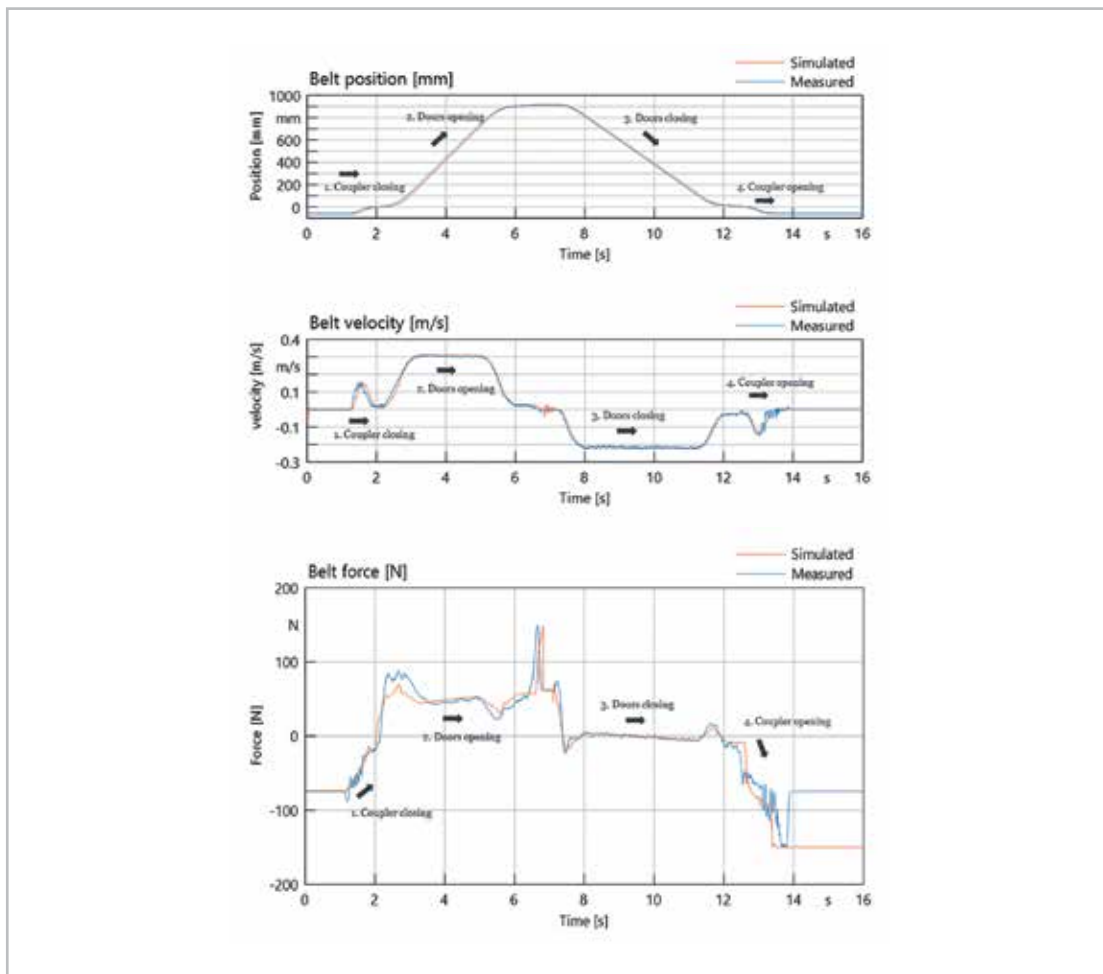 Simulated
Belt position [mm]
Measured
1000
mm
600
400
200
0
Position [mm]
2. Doors opening
3. Doors closing
1. Coupler closing
4. Coupler opening
0 2 4 6 8 10 12 14 s 16
Time [s]
Simulated
Belt velocity [m/s]
Measured
0.4
m/s
0.1
-0.1
-0.3
velocity [m/s]
2. Doors opening
4. Coupler opening
1. Coupler closing
3. Doors closing
0 2 4 6 8 10 12 14 s 16
Time [s]
Simulated
Belt force [N]
Measured
200
N
100
0
-100
-200
Force [N]
3. Doors closing
4. Coupler opening
2. Doors opening
1. Coupler closing
0 2 4 6 8 10 12 14 s 16
Time [s]